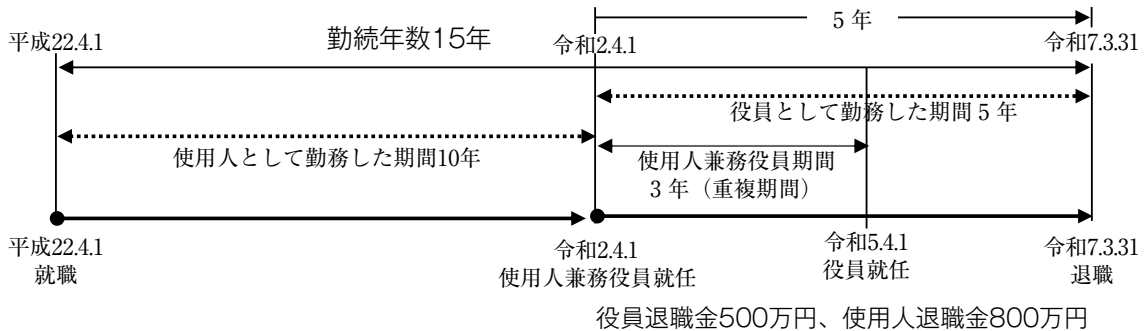 5 年
平成22.4.1
勤続年数15年
令和2.4.1
令和7.3.31
役員として勤務した期間 5 年
使用人として勤務した期間10年
使用人兼務役員期間
3 年（重複期間）
平成22.4.1
就職
令和2.4.1
使用人兼務役員就任
令和5.4.1
役員就任
令和7.3.31
退職
役員退職金500万円、使用人退職金800万円